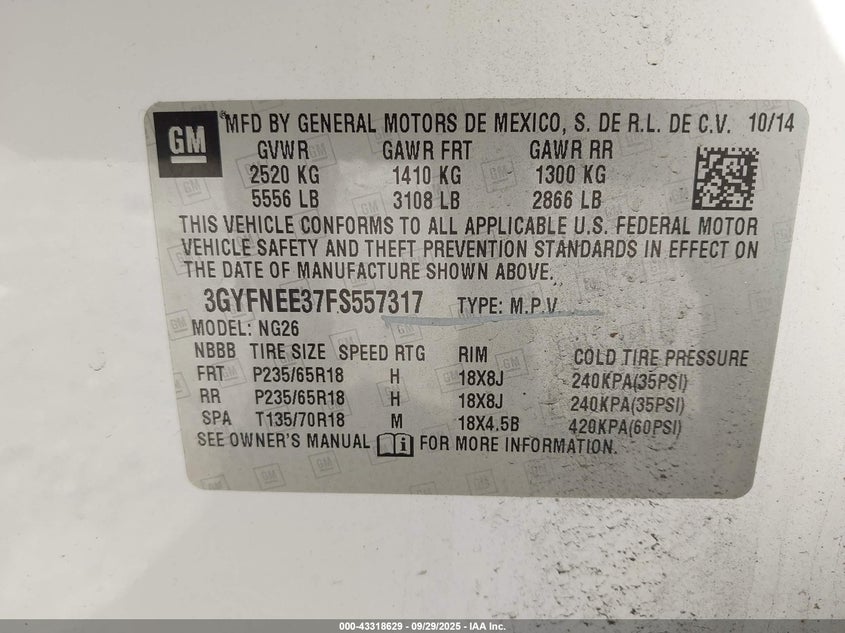 GM ® MFD BY GENERAL MOTORS DE MEXICO, S. DE R.L. DE C.V. 10/14
GVWR GAWR FRT GAWR RR
2520 KG 1410 KG 1300 KG
5556 LB 3108 LB 2866 LB
THIS VEHICLE CONFORMS TO ALL APPLICABLE U.S. FEDERAL MOTOR
VEHICLE SAFETY AND THEFT PREVENTION STANDARDS IN EFFECT ON
THE DATE OF MANUFACTURE SHOWN ABOVE.
3GYFNEE37FS557317 TYPE: M.P.V
MODEL: NG26
NBBB TIRE SIZE SPEED RTG RIM COLD TIRE PRESSURE
FRT P235/65R18 H 18X8J 240KPA(35PSI)
RR P235/65R18 H 18X8J 240KPA(35PSI)
SPA T135/70R18 M 18X4.5B 420KPA(60PSI)
SEE OWNER'S MANUAL FOR MORE INFORMATION.
000-43318629 - 09/29/2025 - IAA Inc.